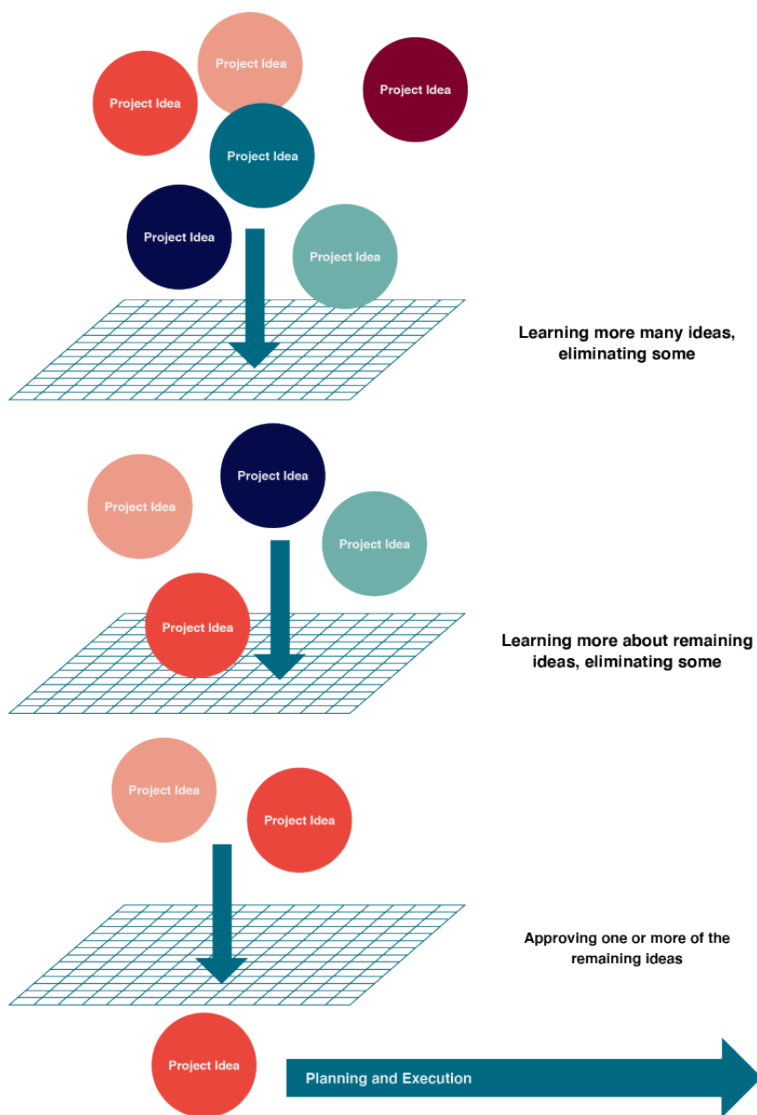 Project Idea
Project Idea
Project Idea
Project Idea
Project Idea
Project Idea
Learning more many ideas,
eliminating some
Project Idea
Project Idea
Project Idea
Project Idea
Learning more about remaining
ideas, eliminating some
Project Idea
Project Idea
Approving one or more of the
remaining ideas
Project Idea
Planning and Execution